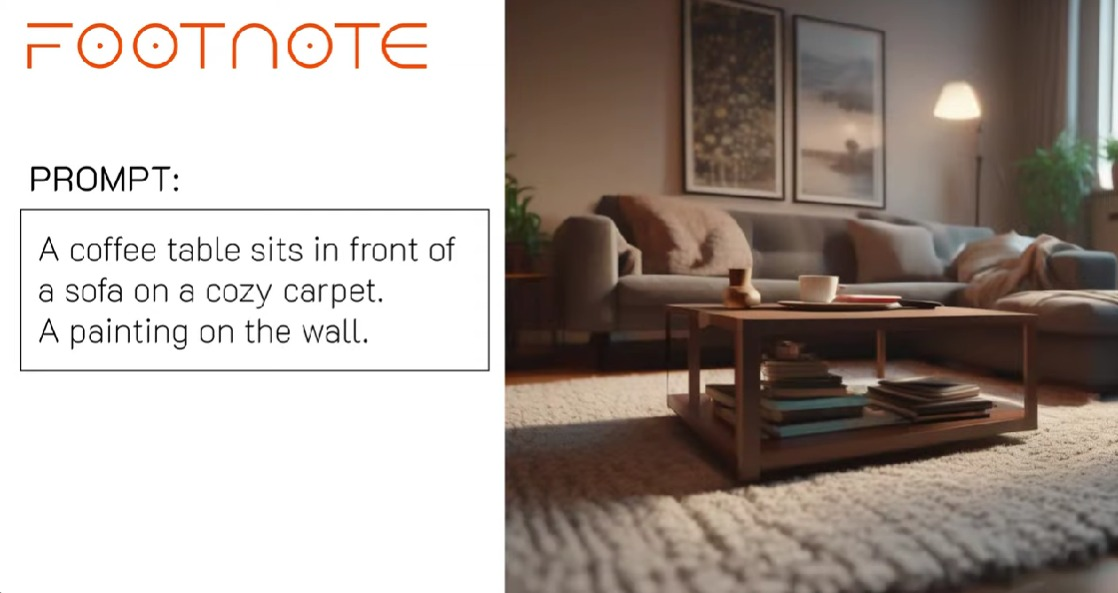 FOOTNOTE
PROMPT:
A coffee table sits in front of
a sofa on a cozy carpet.
A painting on the wall.